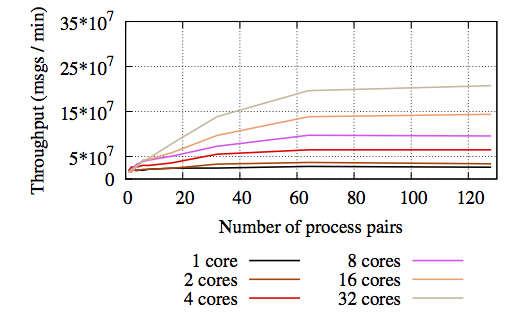 Throughput (msgs / min)
35*10^7
25*10^7
15*10^7
5*10^7
0
0 20 40 60 80 100 120
Number of process pairs
1 core 8 cores
2 cores 16 cores
4 cores 32 cores